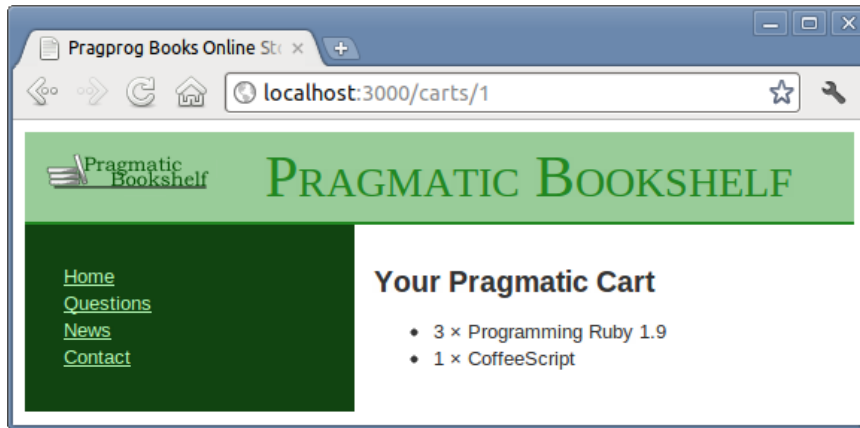 Pragprog Books Online Sto
localhost:3000/carts/1
Pragmatic
Bookshelf
PRAGMATIC BOOKSHELF
Home
Questions
News
Contact
Your Pragmatic Cart
• 3 × Programming Ruby 1.9
• 1 × CoffeeScript